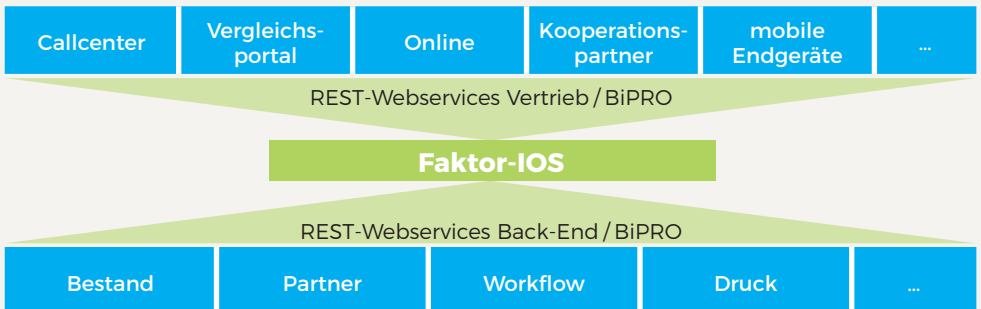 Callcenter
Vergleichs-
portal
Online
Kooperations-
partner
mobile
Endgeräte
...
REST-Webservices Vertrieb / BiPRO
Faktor-IOS
REST-Webservices Back-End / BiPRO
Bestand
Partner
Workflow
Druck
...